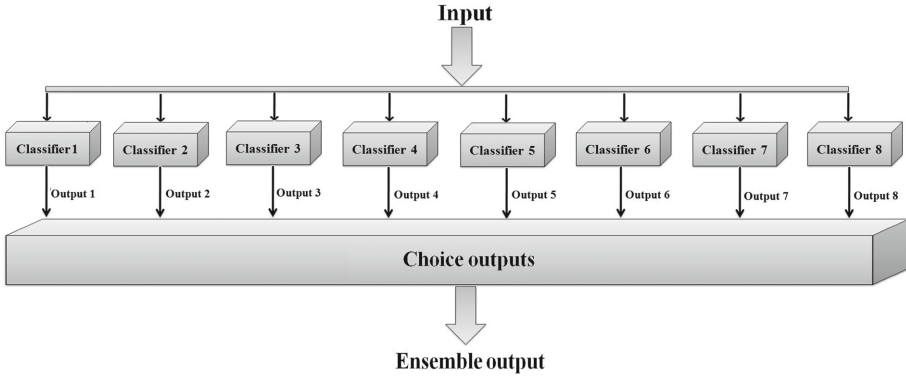 Input
Classifier1
Classifier 2
Classifier 3
Classifier 4
Classifier 5
Classifier 6
Classifier 7
Classifier 8
Output 1
Output 2
Output 3
Output 4
Output 5
Output 6
Output 7
Output 8
Choice outputs
Ensemble output